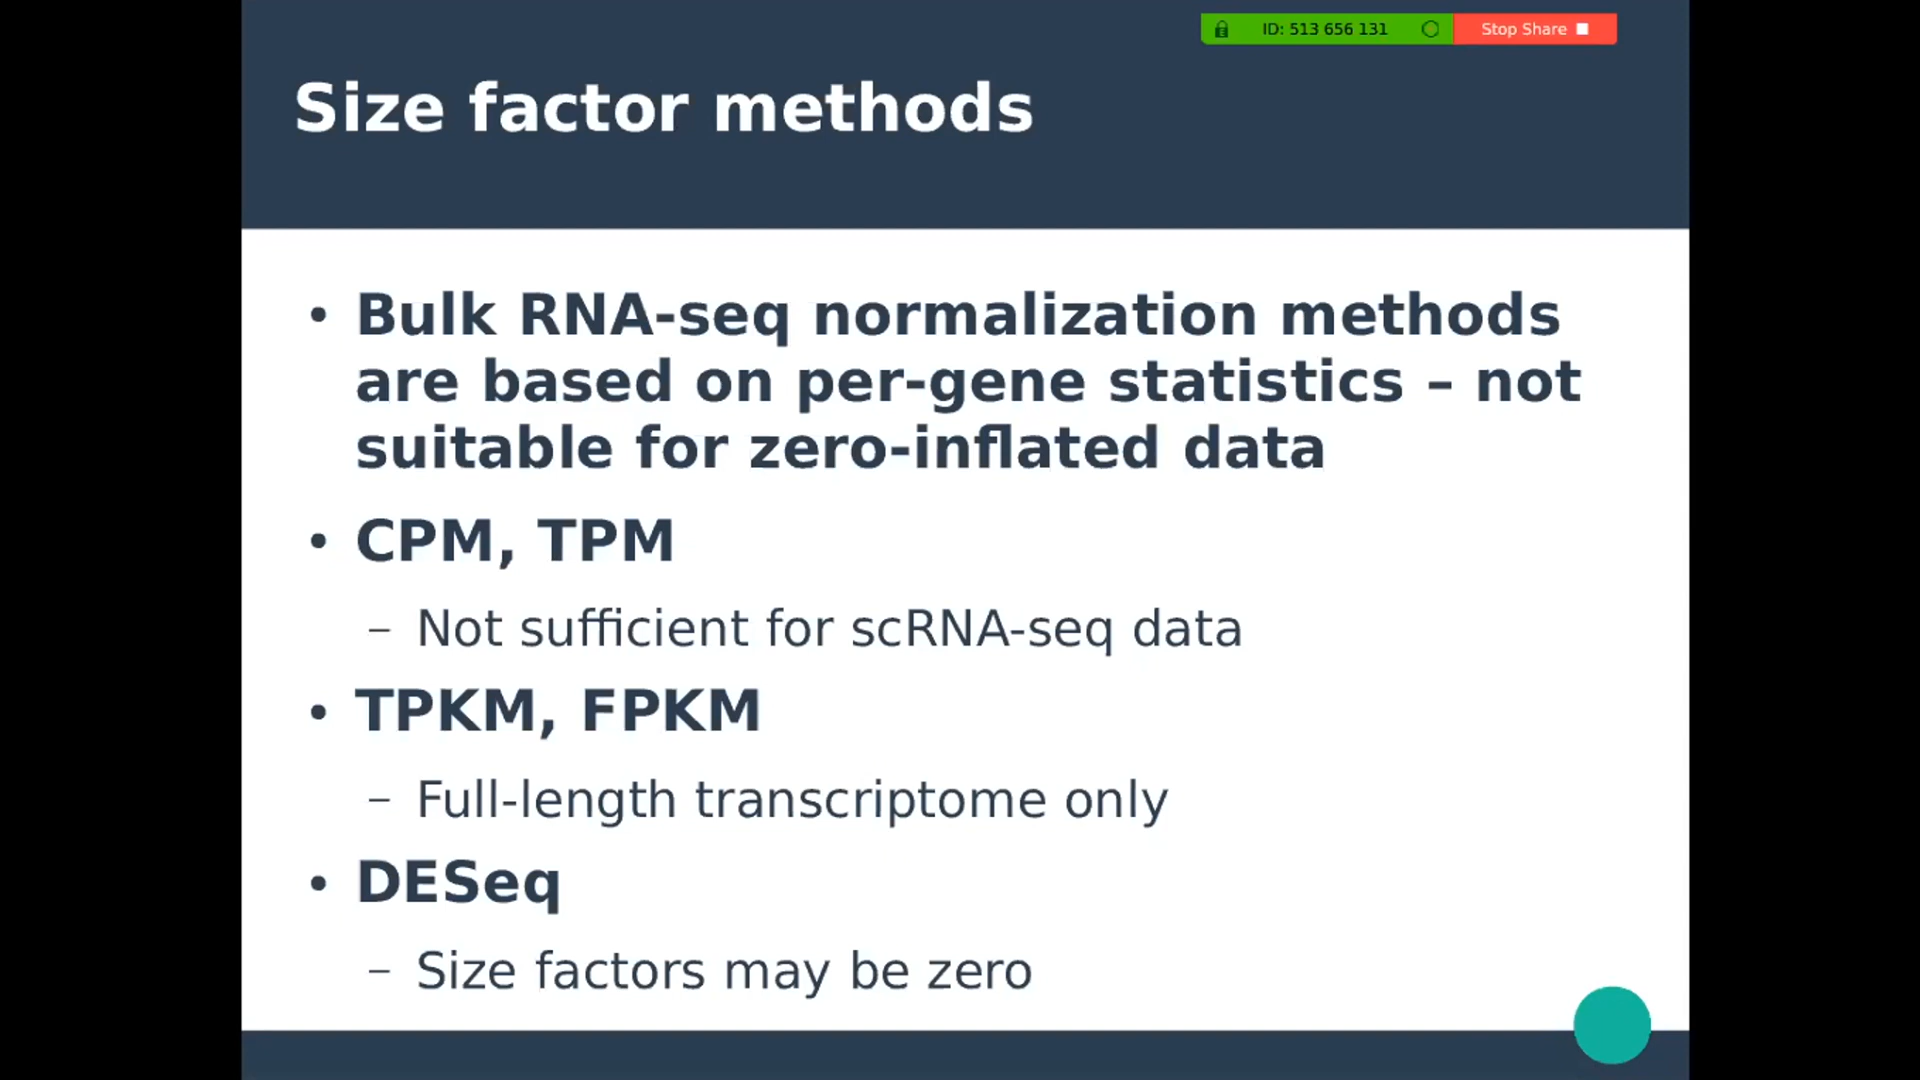 ID: 513 656 131
Stop Share
Size factor methods
• Bulk RNA-seq normalization methods
are based on per-gene statistics – not
suitable for zero-inflated data
• CPM, TPM
– Not sufficient for scRNA-seq data
• TPKM, FPKM
– Full-length transcriptome only
• DESeq
– Size factors may be zero